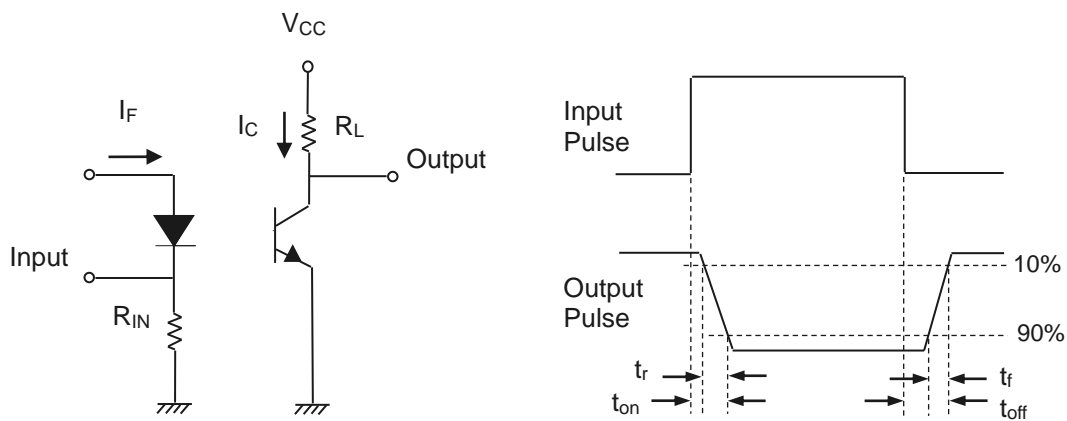 VCC
IF
IC
RL
Output
Input
RIN
Input
Pulse
Output
Pulse
10%
90%
tr
tf
ton
toff